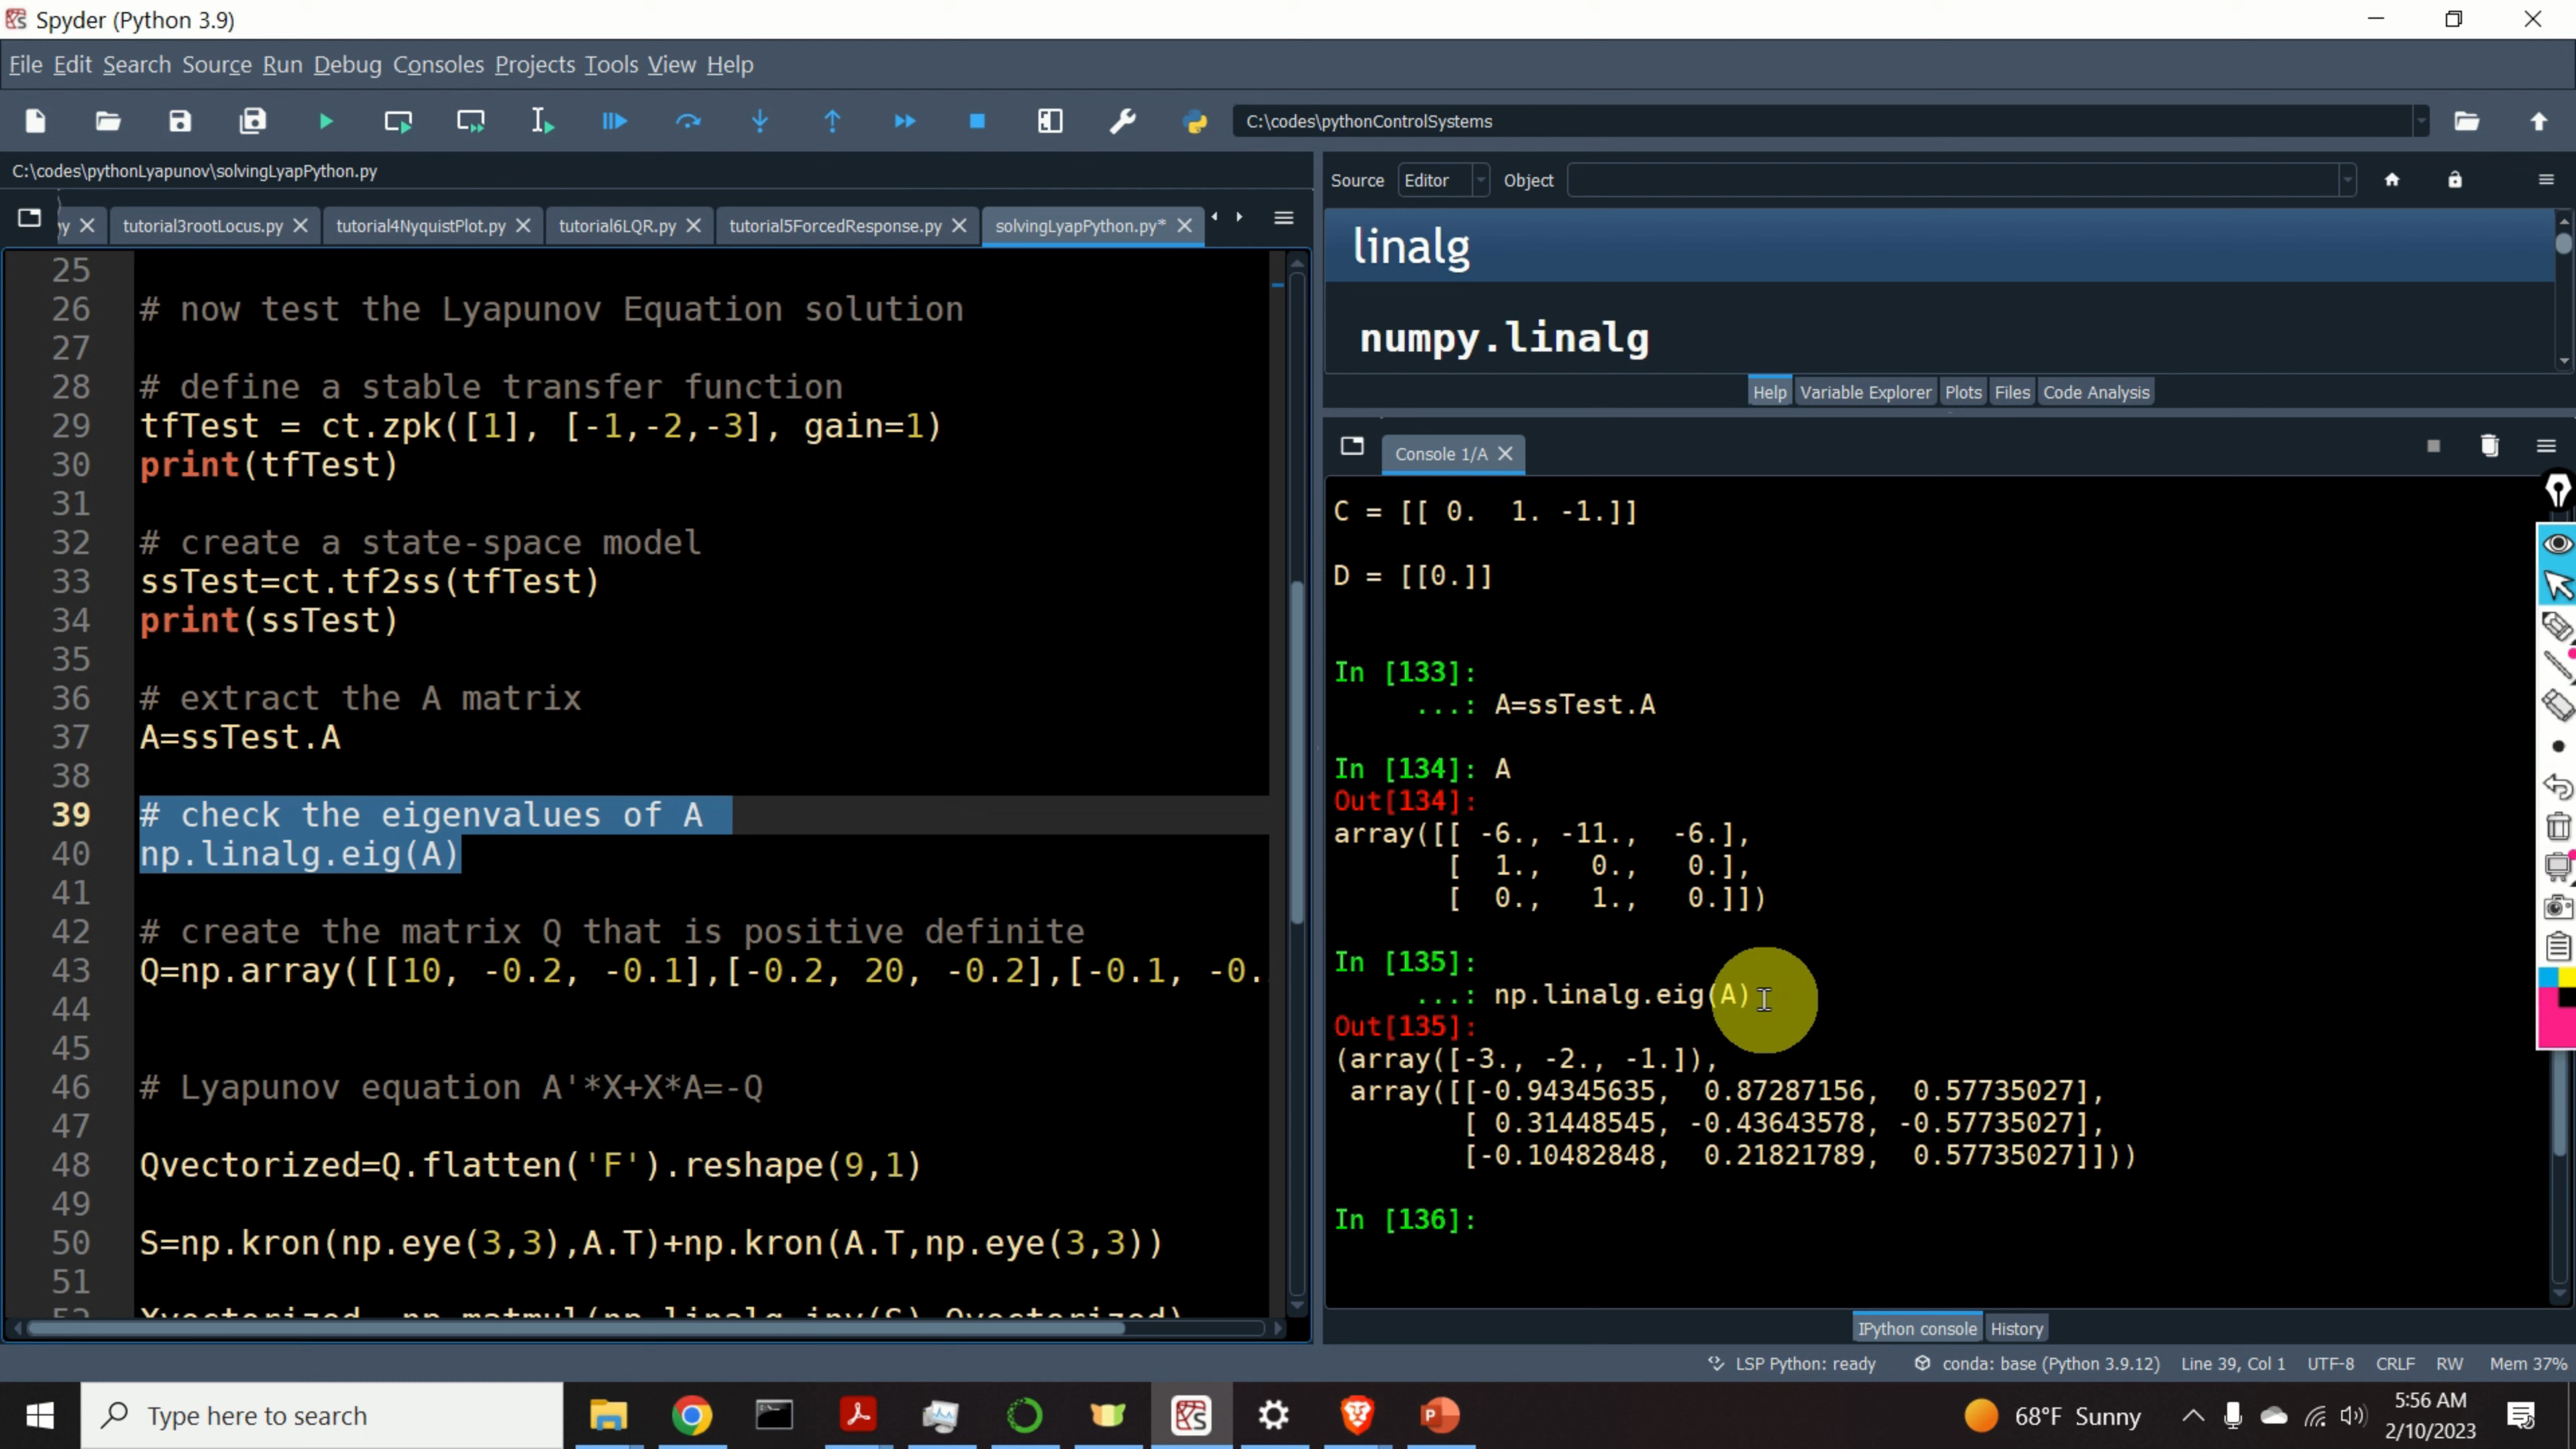 Spyder (Python 3.9)
File Edit Search Source Run Debug Consoles Projects Tools View Help
C:\codes\pythonControlSystems
C:\codes\pythonLyapunov\solvingLyapPython.py
tutorial3rootLocus.py
tutorial4NyquistPlot.py
tutorial6LQR.py
tutorial5ForcedResponse.py
solvingLyapPython.py*
25
26 # now test the Lyapunov Equation solution
27
28 # define a stable transfer function
29 tfTest = ct.zpk([1], [-1,-2,-3], gain=1)
30 print(tfTest)
31
32 # create a state-space model
33 ssTest=ct.tf2ss(tfTest)
34 print(ssTest)
35
36 # extract the A matrix
37 A=ssTest.A
38
39 # check the eigenvalues of A
40 np.linalg.eig(A)
41
42 # create the matrix Q that is positive definite
43 Q=np.array([[10, -0.2, -0.1],[-0.2, 20, -0.2],[-0.1, -0.
44
45
46 # Lyapunov equation A'*X+X*A=-Q
47
48 Qvectorized=Q.flatten('F').reshape(9,1)
49
50 S=np.kron(np.eye(3,3),A.T)+np.kron(A.T,np.eye(3,3))
51
Source Editor Object
linalg
numpy.linalg
Help Variable Explorer Plots Files Code Analysis
Console 1/A
C = [[ 0.  1. -1.]]
D = [[0.]]
In [133]:
...: A=ssTest.A
In [134]: A
Out[134]:
array([[ -6., -11.,  -6.],
[  1.,   0.,   0.],
[  0.,   1.,   0.]])
In [135]:
...: np.linalg.eig(A)
Out[135]:
(array([-3., -2., -1.]),
array([[-0.94345635,  0.87287156,  0.57735027],
[ 0.31448545, -0.43643578, -0.57735027],
[-0.10482848,  0.21821789,  0.57735027]]))
In [136]:
IPython console History
LSP Python: ready conda: base (Python 3.9.12) Line 39, Col 1 UTF-8 CRLF RW Mem 37%
Type here to search
68°F Sunny
5:56 AM
2/10/2023